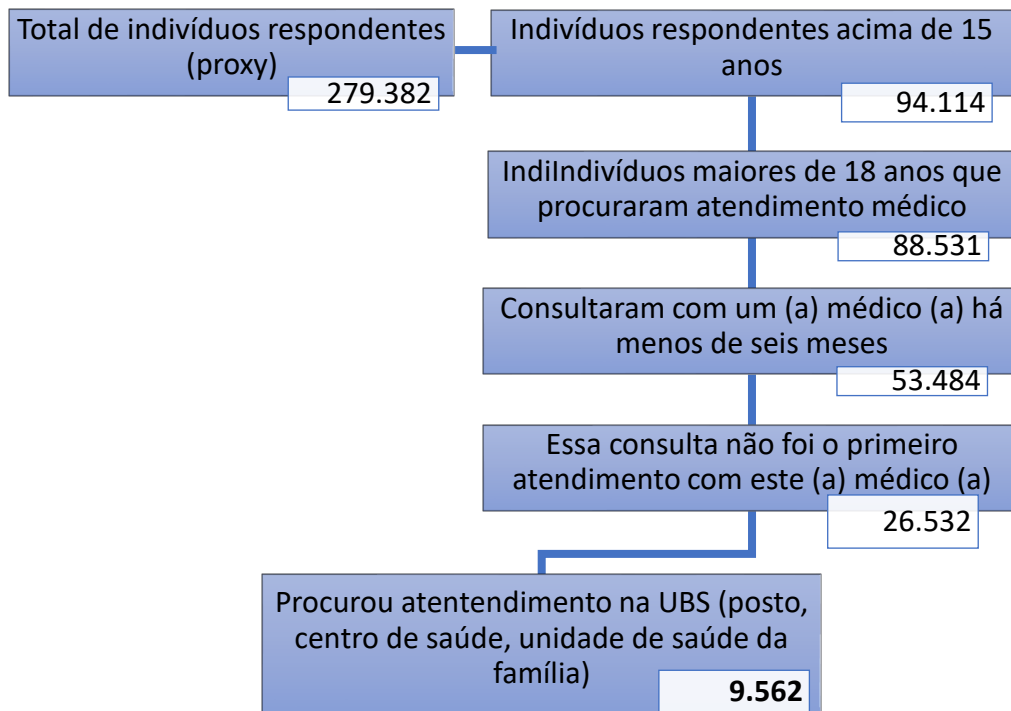 Total de indivíduos respondentes
(proxy)
279.382
Indivíduos respondentes acima de 15
anos
94.114
IndiIndivíduos maiores de 18 anos que
procuraram atendimento médico
88.531
Consultaram com um (a) médico (a) há
menos de seis meses
53.484
Essa consulta não foi o primeiro
atendimento com este (a) médico (a)
26.532
Procurou atentendimento na UBS (posto,
centro de saúde, unidade de saúde da
família)
9.562